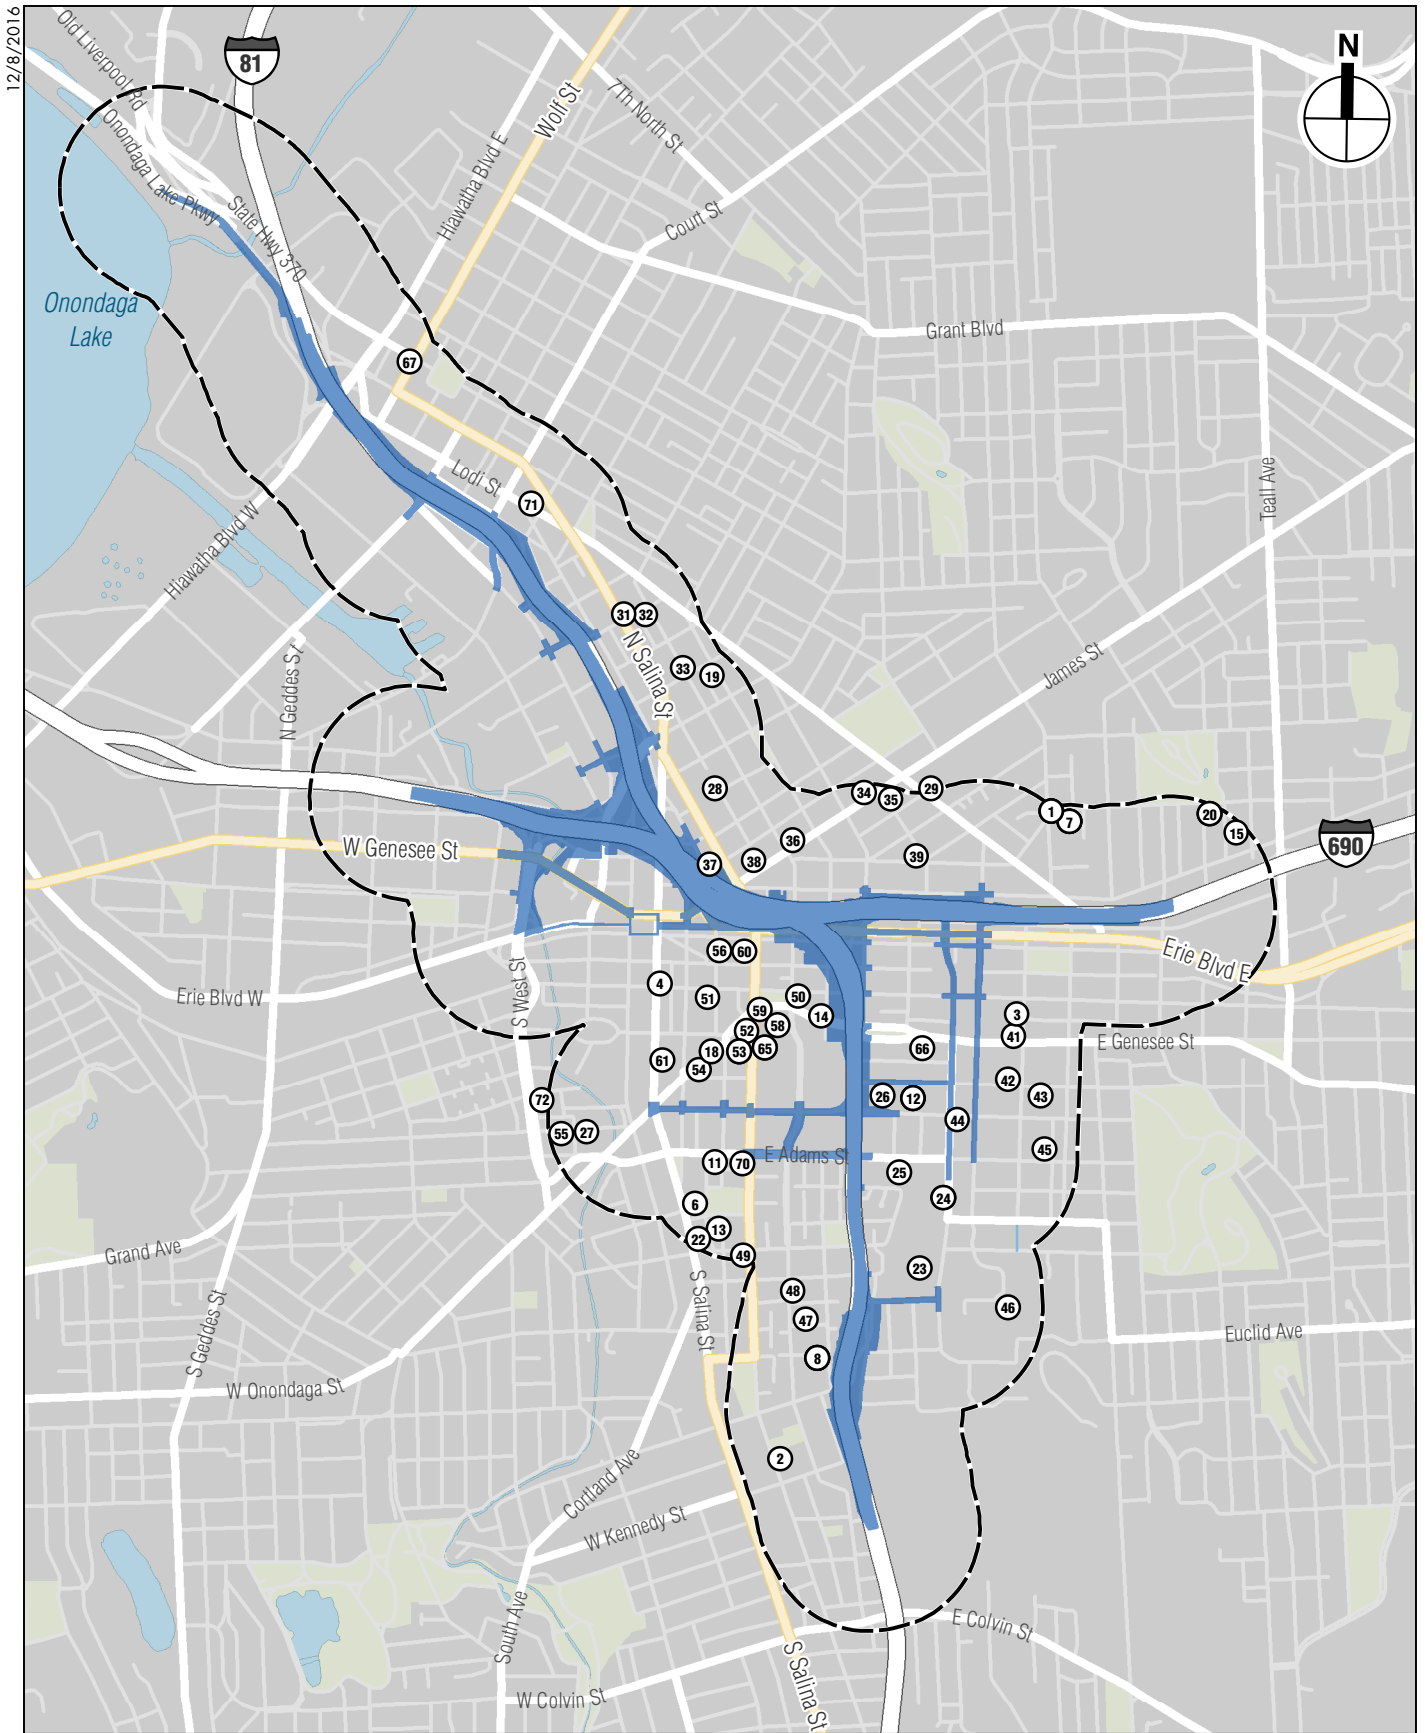 12/8/2016
Old Liverpool Rd
81
N
Wolf St
7Th North St
Onondaga Lake Pkwy
Hiawatha Blvd E
State Hwy 370
Court St
Onondaga
Lake
Grant Blvd
67
Lodi St
71
Teall Ave
Hiawatha Blvd W
31
32
N Salina St
33
19
James St
N Geddes St
28
34
35
29
1
7
20
15
690
W Genesee St
36
37
38
39
Erie Blvd E
56
60
4
51
50
Erie Blvd W
S West St
59
14
3
52
58
41
E Genesee St
61
18
53
65
66
54
42
72
26
12
43
44
55
27
45
11
70
E Adams St
25
6
24
13
22
49
Grand Ave
23
48
46
47
S Salina St
Euclid Ave
S Geddes St
8
W Onondaga St
2
Cortland Ave
W Kennedy St
South Ave
E Colvin St
S Salina St
W Colvin St